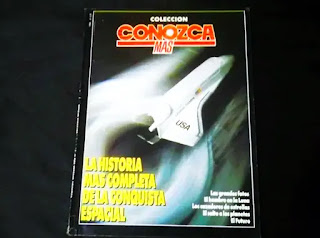 COLECCION
CONOZCA
MAS
USA
LA HISTORIA
MAS COMPLETA
DE LA CONQUISTA
ESPACIAL
Las grandes fotos
El hombre en la Luna
Los cazadores de estrellas
El salto a los planetas
El Futuro